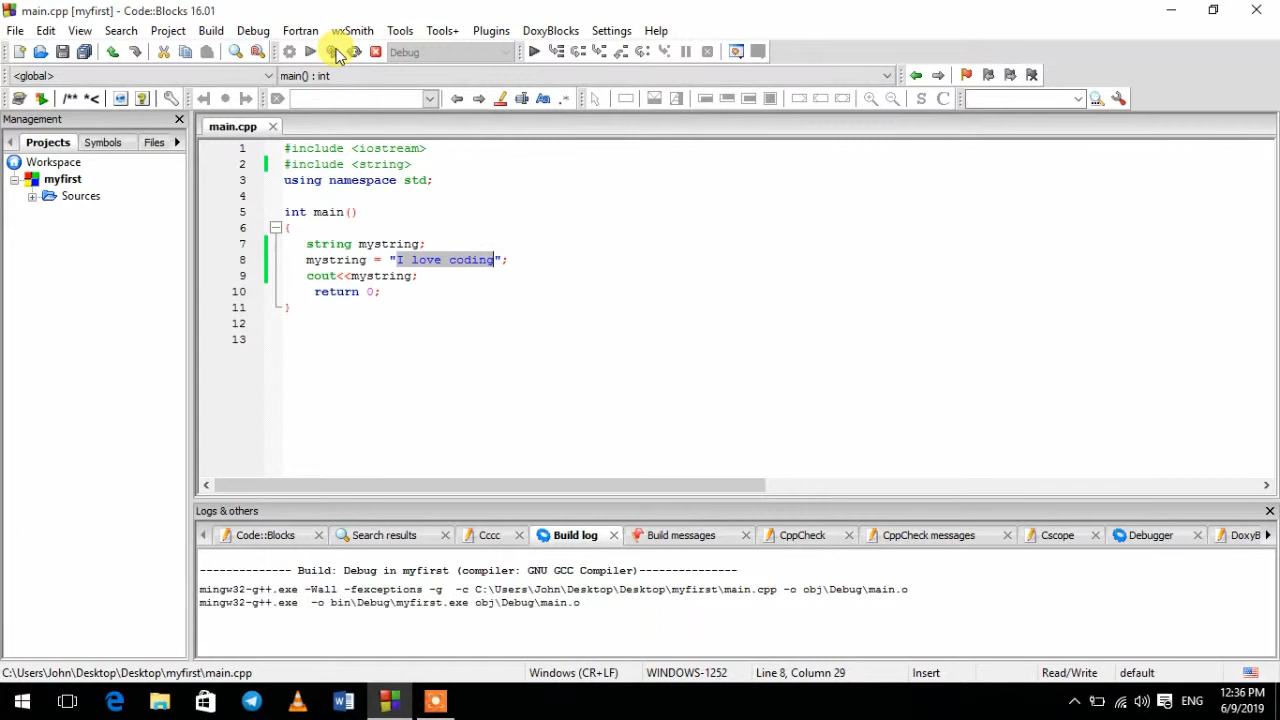 main.cpp [myfirst] - Code::Blocks 16.01
File Edit View Search Project Build Debug Fortran wxSmith Tools Tools+ Plugins DoxyBlocks Settings Help
Debug
<global> main() : int
/** *<
S C
Management
main.cpp
Projects Symbols Files
Workspace
myfirst
Sources
1 #include <iostream>
2 #include <string>
3 using namespace std;
4
5 int main()
6 {
7 string mystring;
8 mystring = "I love coding";
9 cout<<mystring;
10 return 0;
11 }
12
13
Logs & others
Code::Blocks Search results Cccc Build log Build messages CppCheck CppCheck messages Cscope Debugger DoxyB
-------------- Build: Debug in myfirst (compiler: GNU GCC Compiler)---------------
mingw32-g++.exe -Wall -fexceptions -g -c C:\Users\John\Desktop\Desktop\myfirst\main.cpp -o obj\Debug\main.o
mingw32-g++.exe -o bin\Debug\myfirst.exe obj\Debug\main.o
C:\Users\John\Desktop\Desktop\myfirst\main.cpp Windows (CR+LF) WINDOWS-1252 Line 8, Column 29 Insert Read/Write default
ENG
12:36 PM
6/9/2019